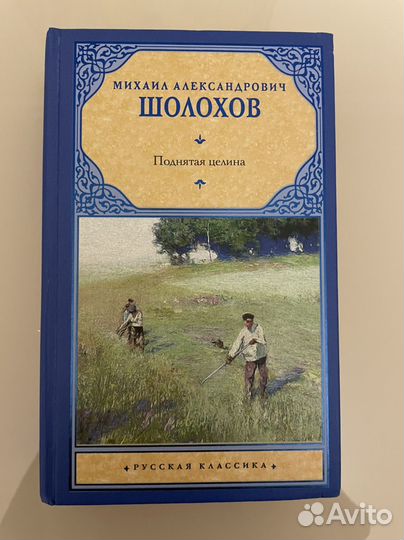 МИХАИЛ АЛЕКСАНДРОВИЧ
ШОЛОХОВ
Поднятая целина
РУССКАЯ КЛАССИКА
Avito